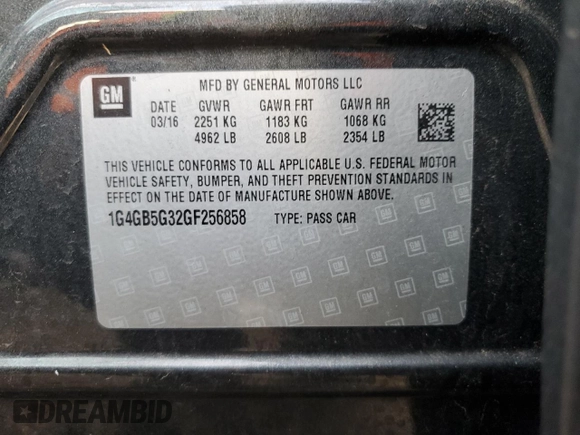 GM
MFD BY GENERAL MOTORS LLC
DATE GVWR GAWR FRT GAWR RR
03/16 2251 KG 1183 KG 1068 KG
4962 LB 2608 LB 2354 LB
THIS VEHICLE CONFORMS TO ALL APPLICABLE U.S. FEDERAL MOTOR
VEHICLE SAFETY, BUMPER, AND THEFT PREVENTION STANDARDS IN
EFFECT ON THE DATE OF MANUFACTURE SHOWN ABOVE.
1G4GB5G32GF256858 TYPE: PASS CAR
DREAMBID